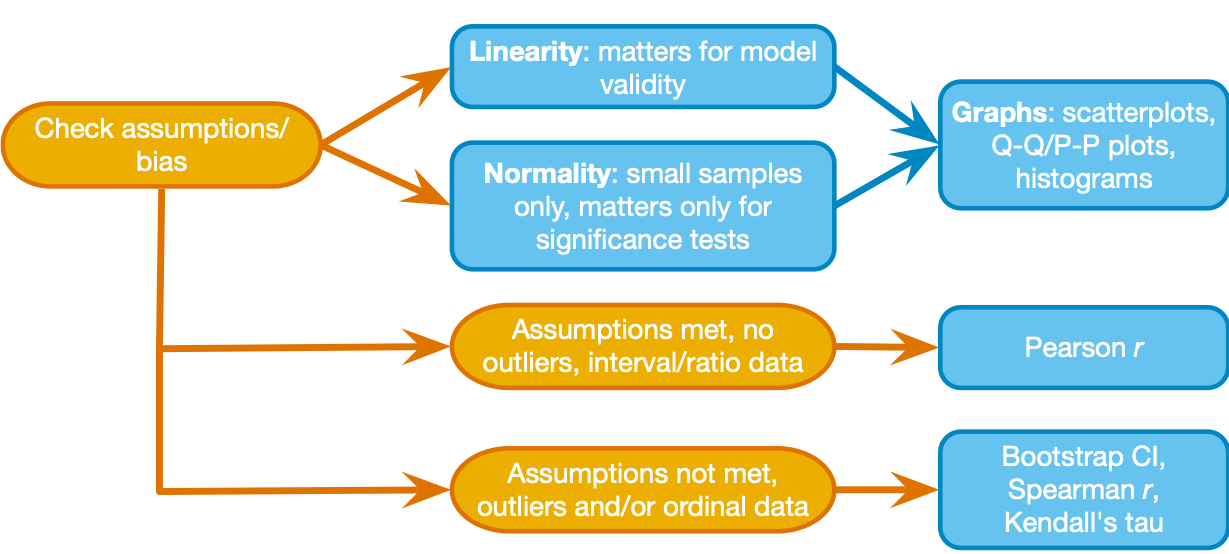 Check assumptions/
bias
Linearity: matters for model
validity
Normality: small samples
only, matters only for
significance tests
Graphs: scatterplots,
Q-Q/P-P plots,
histograms
Assumptions met, no
outliers, interval/ratio data
Pearson r
Assumptions not met,
outliers and/or ordinal data
Bootstrap CI,
Spearman r,
Kendall's tau